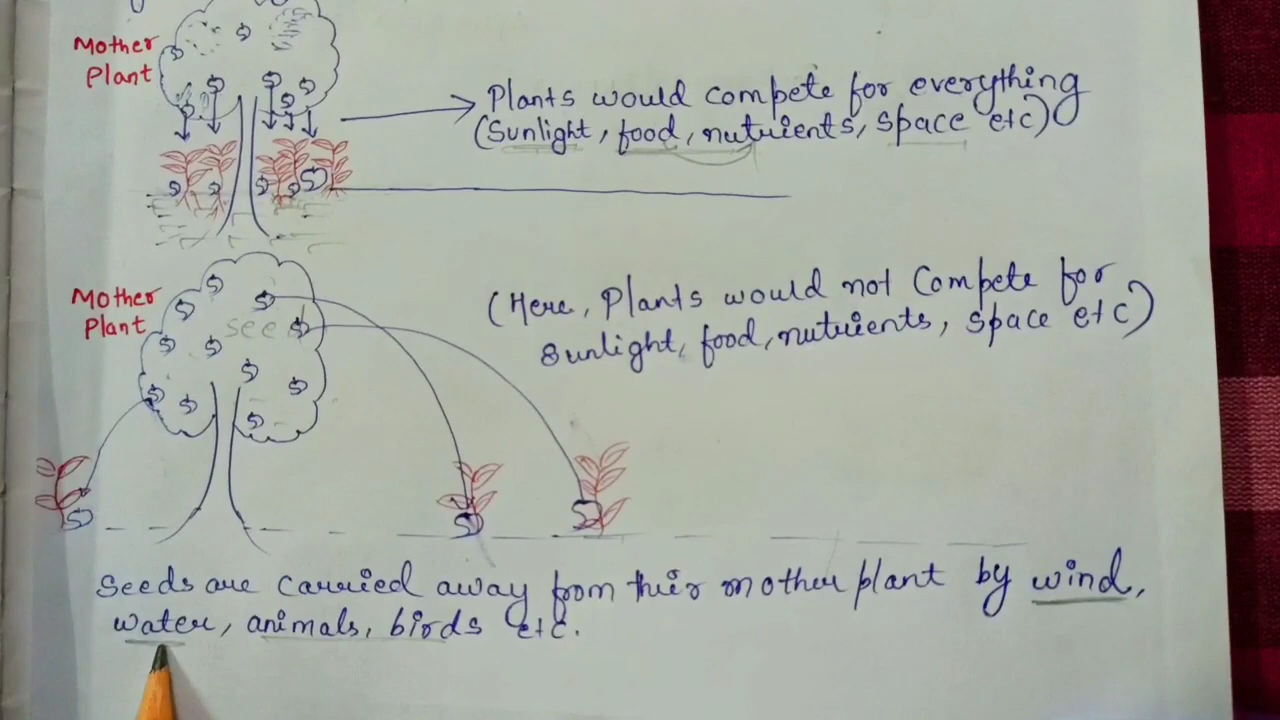 Mother
Plant
Plants would compete for everything
(Sunlight, food, nutrients, space etc)
Mother
Plant
See
(Here, Plants would not Compete for
Sunlight, food, nutrients, space etc)
Seeds are carried away from their mother plant by wind,
water, animals, birds etc.